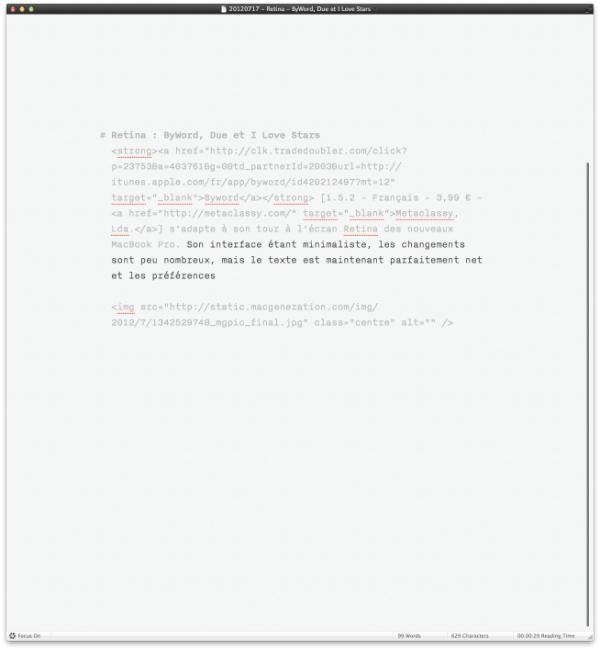 20120717 – Retina – ByWord, Due et I Love Stars
# Retina : ByWord, Due et I Love Stars
<strong><a href="http://clk.tradedoubler.com/click?
p=23753&a=4037616g=0&td_partnerId=2003&url=http://
itunes.apple.com/fr/app/byword/id420212497?mt=12"
target="_blank">Byword</a></strong> [1.5.2 - Français - 3,99 € -
<a href="http://metaclassy.com/" target="_blank">Metaclassy,
Lda.</a>] s'adapte à son tour à l'écran Retina des nouveaux
MacBook Pro. Son interface étant minimaliste, les changements
sont peu nombreux, mais le texte est maintenant parfaitement net
et les préférences
<img src="http://static.macgeneration.com/img/
2012/7/1342529748_mgpic_final.jpg" class="centre" alt="" />
Focus On
99 Words
629 Characters
00:00:29 Reading Time